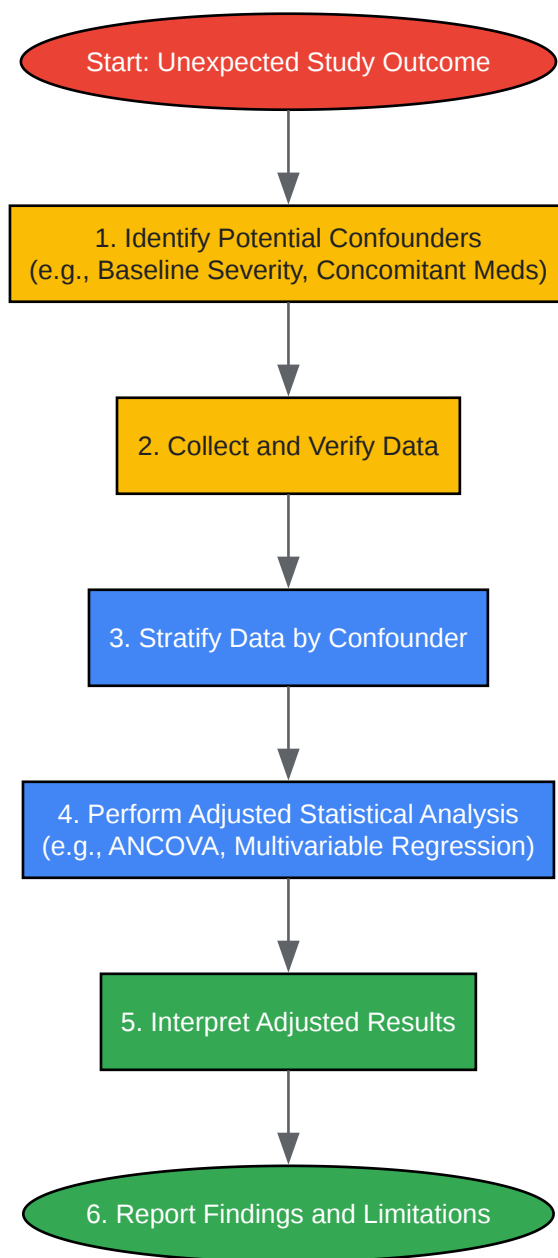 Start: Unexpected Study Outcome
1. Identify Potential Confounders
(e.g., Baseline Severity, Concomitant Meds)
2. Collect and Verify Data
3. Stratify Data by Confounder
4. Perform Adjusted Statistical Analysis
(e.g., ANCOVA, Multivariable Regression)
5. Interpret Adjusted Results
6. Report Findings and Limitations